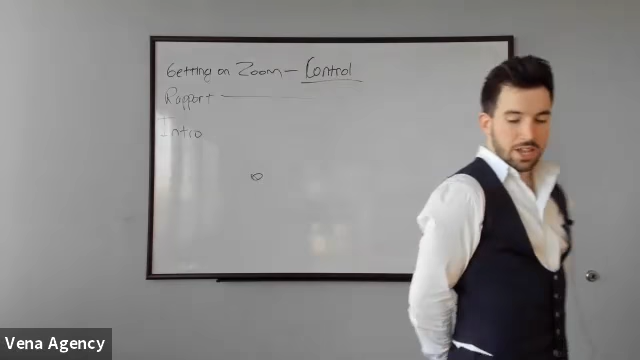 Getting on Zoom — Control
Rapport —
Intro
Vena Agency